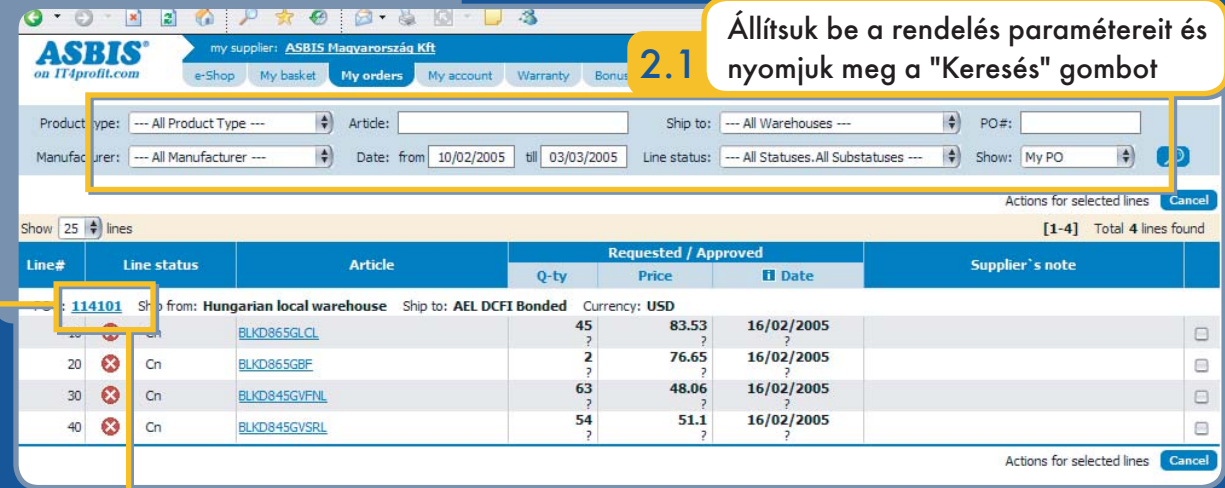 2.1
Állítsuk be a rendelés paramétereit és
nyomjuk meg a "Keresés" gombot
ASBIS®
on IT4profit.com
my supplier: ASBIS Magyarország Kft
e-Shop My basket My orders My account Warranty Bonus
Product type: --- All Product Type --- Article: Ship to: --- All Warehouses --- PO#:
Manufacturer: --- All Manufacturer --- Date: from 10/02/2005 till 03/03/2005 Line status: --- All Statuses.All Substatuses --- Show: My PO
Actions for selected lines Cancel
Show 25 lines [1-4] Total 4 lines found
Line# Line status Article Requested / Approved Supplier`s note
Q-ty Price Date
114101 Ship from: Hungarian local warehouse Ship to: AEL DCFI Bonded Currency: USD
10 Cn BLKD865GLCL 45 83.53 16/02/2005
? ? ?
20 Cn BLKD865GBF 2 76.65 16/02/2005
? ? ?
30 Cn BLKD845GVFNL 63 48.06 16/02/2005
? ? ?
40 Cn BLKD845GVSRL 54 51.1 16/02/2005
? ? ?
Actions for selected lines Cancel